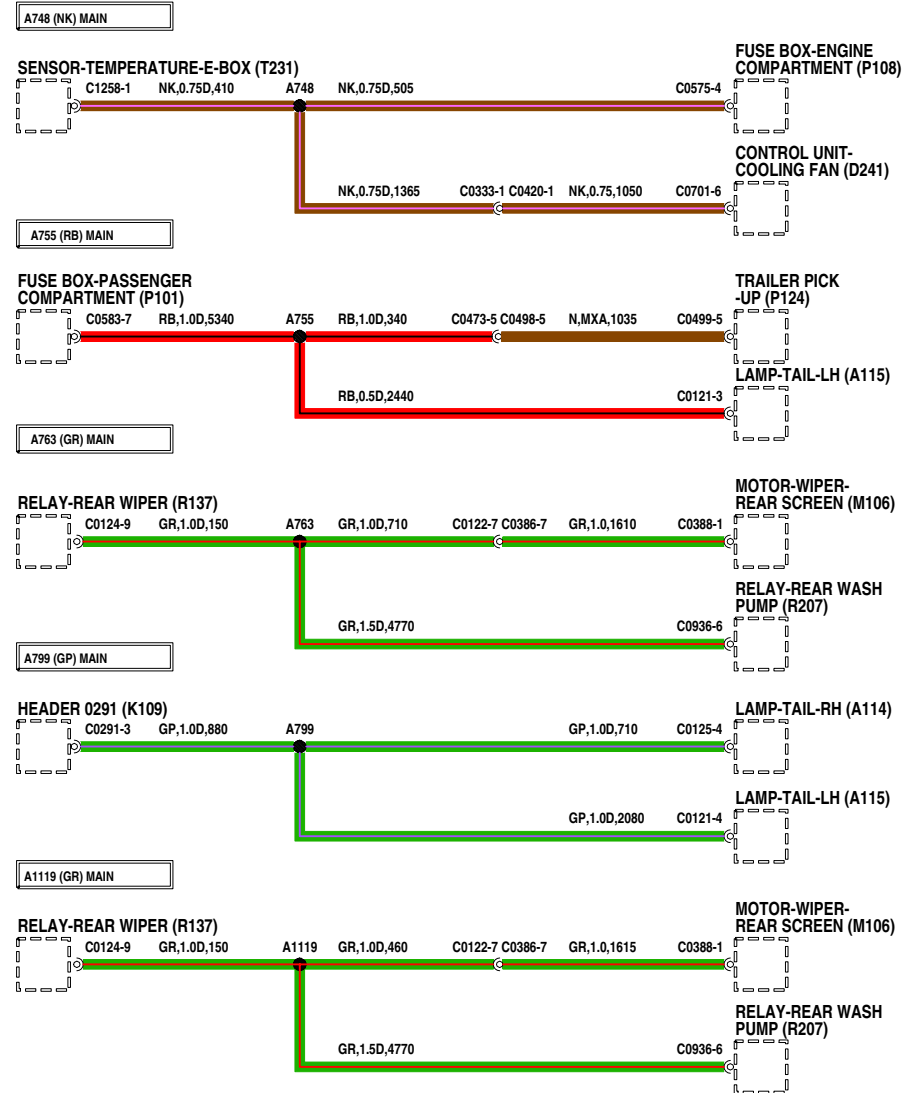 A748 (NK) MAIN
SENSOR-TEMPERATURE-E-BOX (T231)
FUSE BOX-ENGINE
COMPARTMENT (P108)
C1258-1 NK,0.75D,410 A748 NK,0.75D,505 C0575-4
CONTROL UNIT-
COOLING FAN (D241)
NK,0.75D,1365 C0333-1 C0420-1 NK,0.75,1050 C0701-6
A755 (RB) MAIN
FUSE BOX-PASSENGER
COMPARTMENT (P101)
TRAILER PICK
-UP (P124)
C0583-7 RB,1.0D,5340 A755 RB,1.0D,340 C0473-5 C0498-5 N,MXA,1035 C0499-5
LAMP-TAIL-LH (A115)
RB,0.5D,2440 C0121-3
A763 (GR) MAIN
RELAY-REAR WIPER (R137)
MOTOR-WIPER-
REAR SCREEN (M106)
C0124-9 GR,1.0D,150 A763 GR,1.0D,710 C0122-7 C0386-7 GR,1.0,1610 C0388-1
RELAY-REAR WASH
PUMP (R207)
GR,1.5D,4770 C0936-6
A799 (GP) MAIN
HEADER 0291 (K109)
LAMP-TAIL-RH (A114)
C0291-3 GP,1.0D,880 A799 GP,1.0D,710 C0125-4
LAMP-TAIL-LH (A115)
GP,1.0D,2080 C0121-4
A1119 (GR) MAIN
RELAY-REAR WIPER (R137)
MOTOR-WIPER-
REAR SCREEN (M106)
C0124-9 GR,1.0D,150 A1119 GR,1.0D,460 C0122-7 C0386-7 GR,1.0,1615 C0388-1
RELAY-REAR WASH
PUMP (R207)
GR,1.5D,4770 C0936-6